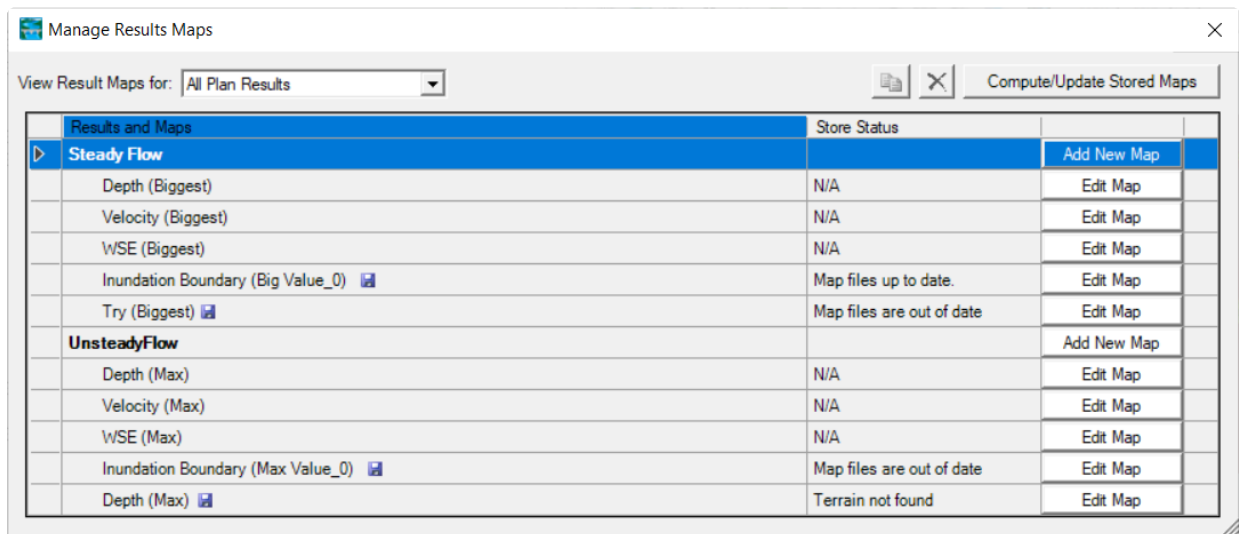 Manage Results Maps
View Result Maps for: All Plan Results Compute/Update Stored Maps
Results and Maps Store Status
Steady Flow Add New Map
Depth (Biggest) N/A Edit Map
Velocity (Biggest) N/A Edit Map
WSE (Biggest) N/A Edit Map
Inundation Boundary (Big Value_0) Map files up to date. Edit Map
Try (Biggest) Map files are out of date Edit Map
UnsteadyFlow Add New Map
Depth (Max) N/A Edit Map
Velocity (Max) N/A Edit Map
WSE (Max) N/A Edit Map
Inundation Boundary (Max Value_0) Map files are out of date Edit Map
Depth (Max) Terrain not found Edit Map